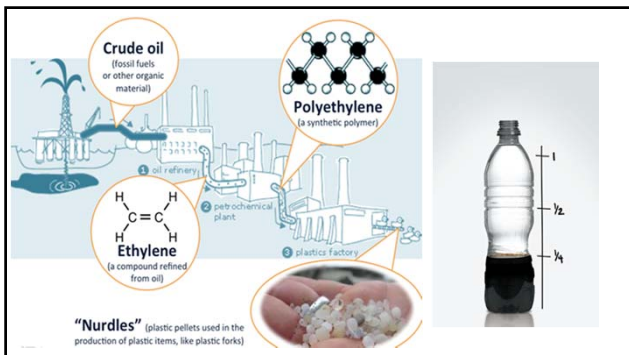 Crude oil
(fossil fuels
or other organic
material)
Polyethylene
(a synthetic polymer)
1 oil refinery
2 petrochemical
plant
3 plastics factory
H H
C=C
H H
Ethylene
(a compound refined
from oil)
"Nurdles" (plastic pellets used in the
production of plastic items, like plastic forks)
1
1/2
1/4